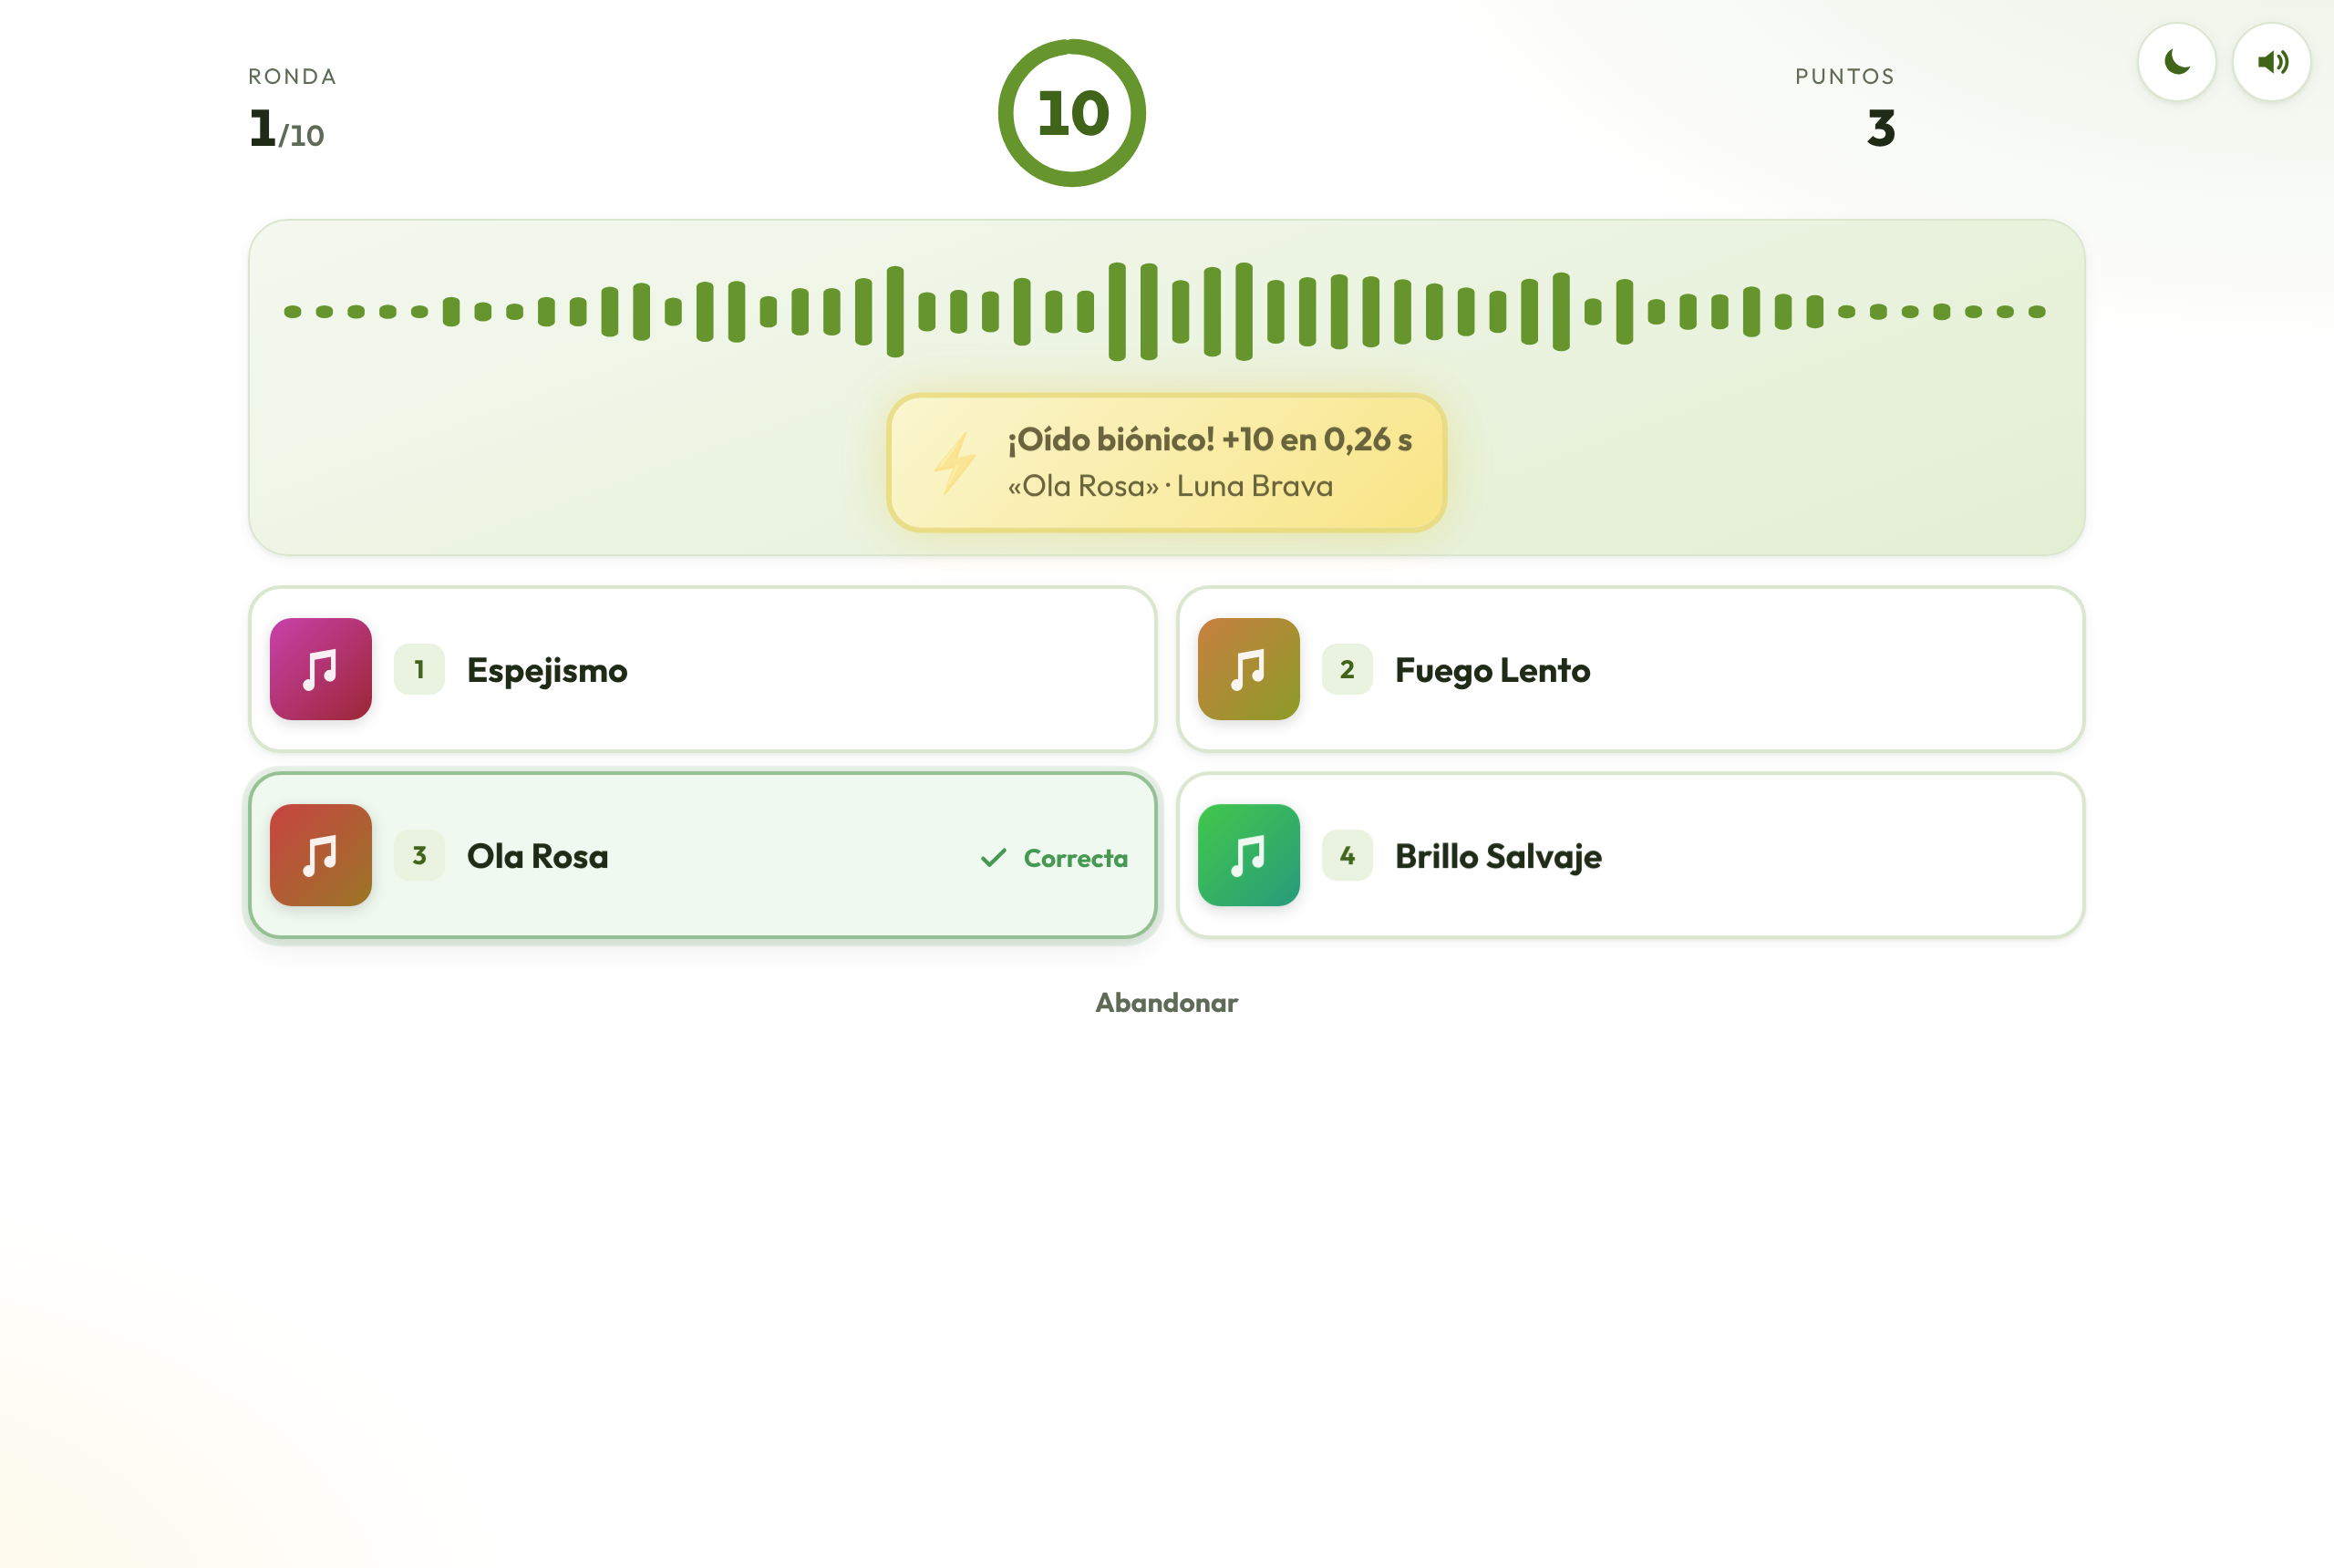 RONDA
1/10
10
PUNTOS
3
¡Oído biónico! +10 en 0,26 s
«Ola Rosa» · Luna Brava
1 Espejismo
2 Fuego Lento
3 Ola Rosa Correcta
4 Brillo Salvaje
Abandonar